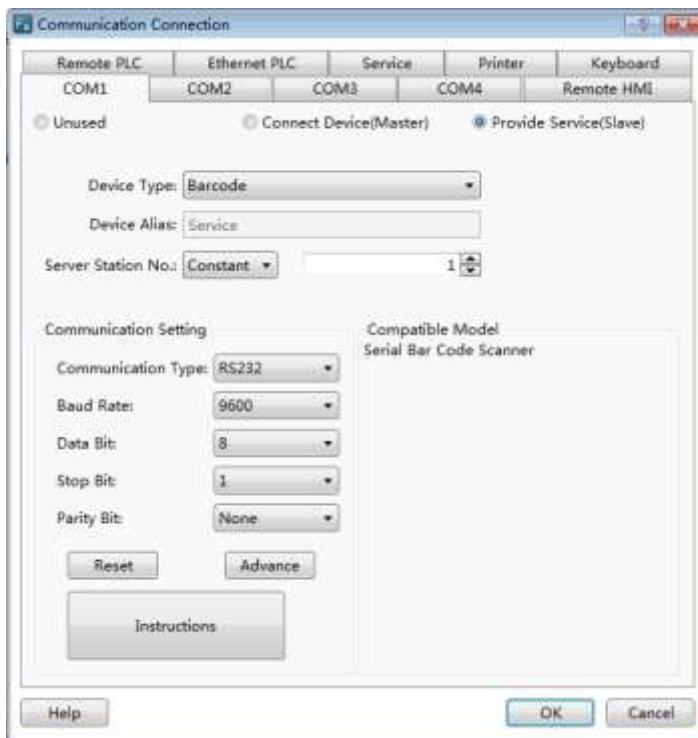 Communication Connection
Remote PLC Ethernet PLC Service Printer Keyboard
COM1 COM2 COM3 COM4 Remote HMI
Unused Connect Device(Master) Provide Service(Slave)
Device Type: Barcode
Device Alias: Service
Server Station No.: Constant 1
Communication Setting Compatible Model
Serial Bar Code Scanner
Communication Type: RS232
Baud Rate: 9600
Data Bit: 8
Stop Bit: 1
Parity Bit: None
Reset Advance
Instructions
Help OK Cancel